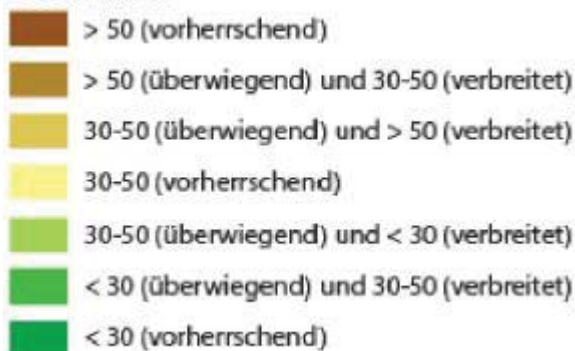 > 50 (vorherrschend)
> 50 (überwiegend) und 30-50 (verbreitet)
30-50 (überwiegend) und > 50 (verbreitet)
30-50 (vorherrschend)
30-50 (überwiegend) und < 30 (verbreitet)
< 30 (überwiegend) und 30-50 (verbreitet)
< 30 (vorherrschend)